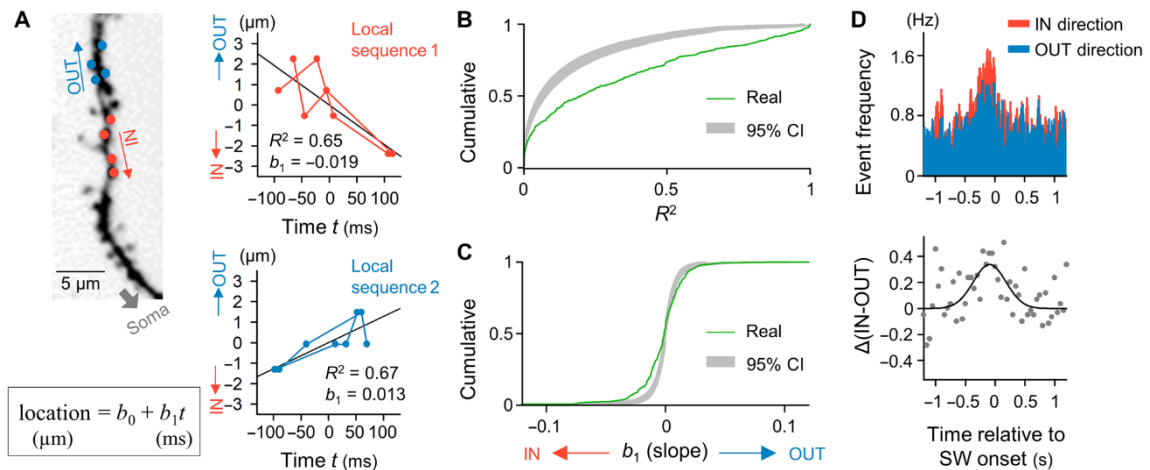 A
OUT
IN
5 µm
Soma
location = b₀ + b₁t
(µm)
(ms)
(µm)
OUT
IN
3
2
1
0
−1
−2
−3
Local
sequence 1
R² = 0.65
b₁ = −0.019
−100 −50 0 50 100
Time t (ms)
(µm)
OUT
IN
3
2
1
0
−1
−2
−3
Local
sequence 2
R² = 0.67
b₁ = 0.013
−100 −50 0 50 100
Time t (ms)
B
Cumulative
0
0.5
1
Real
95% CI
0 0.5 1
R²
C
Cumulative
1
0.5
0
Real
95% CI
−0.1 0 0.1
IN b₁ (slope) OUT
D
(Hz)
IN direction
OUT direction
Event frequency
1.8
1.2
0.6
0
−1 −0.5 0 0.5 1
Δ(IN-OUT)
0.4
0.2
0
−0.2
−0.4
−1 −0.5 0 0.5 1
Time relative to
SW onset (s)